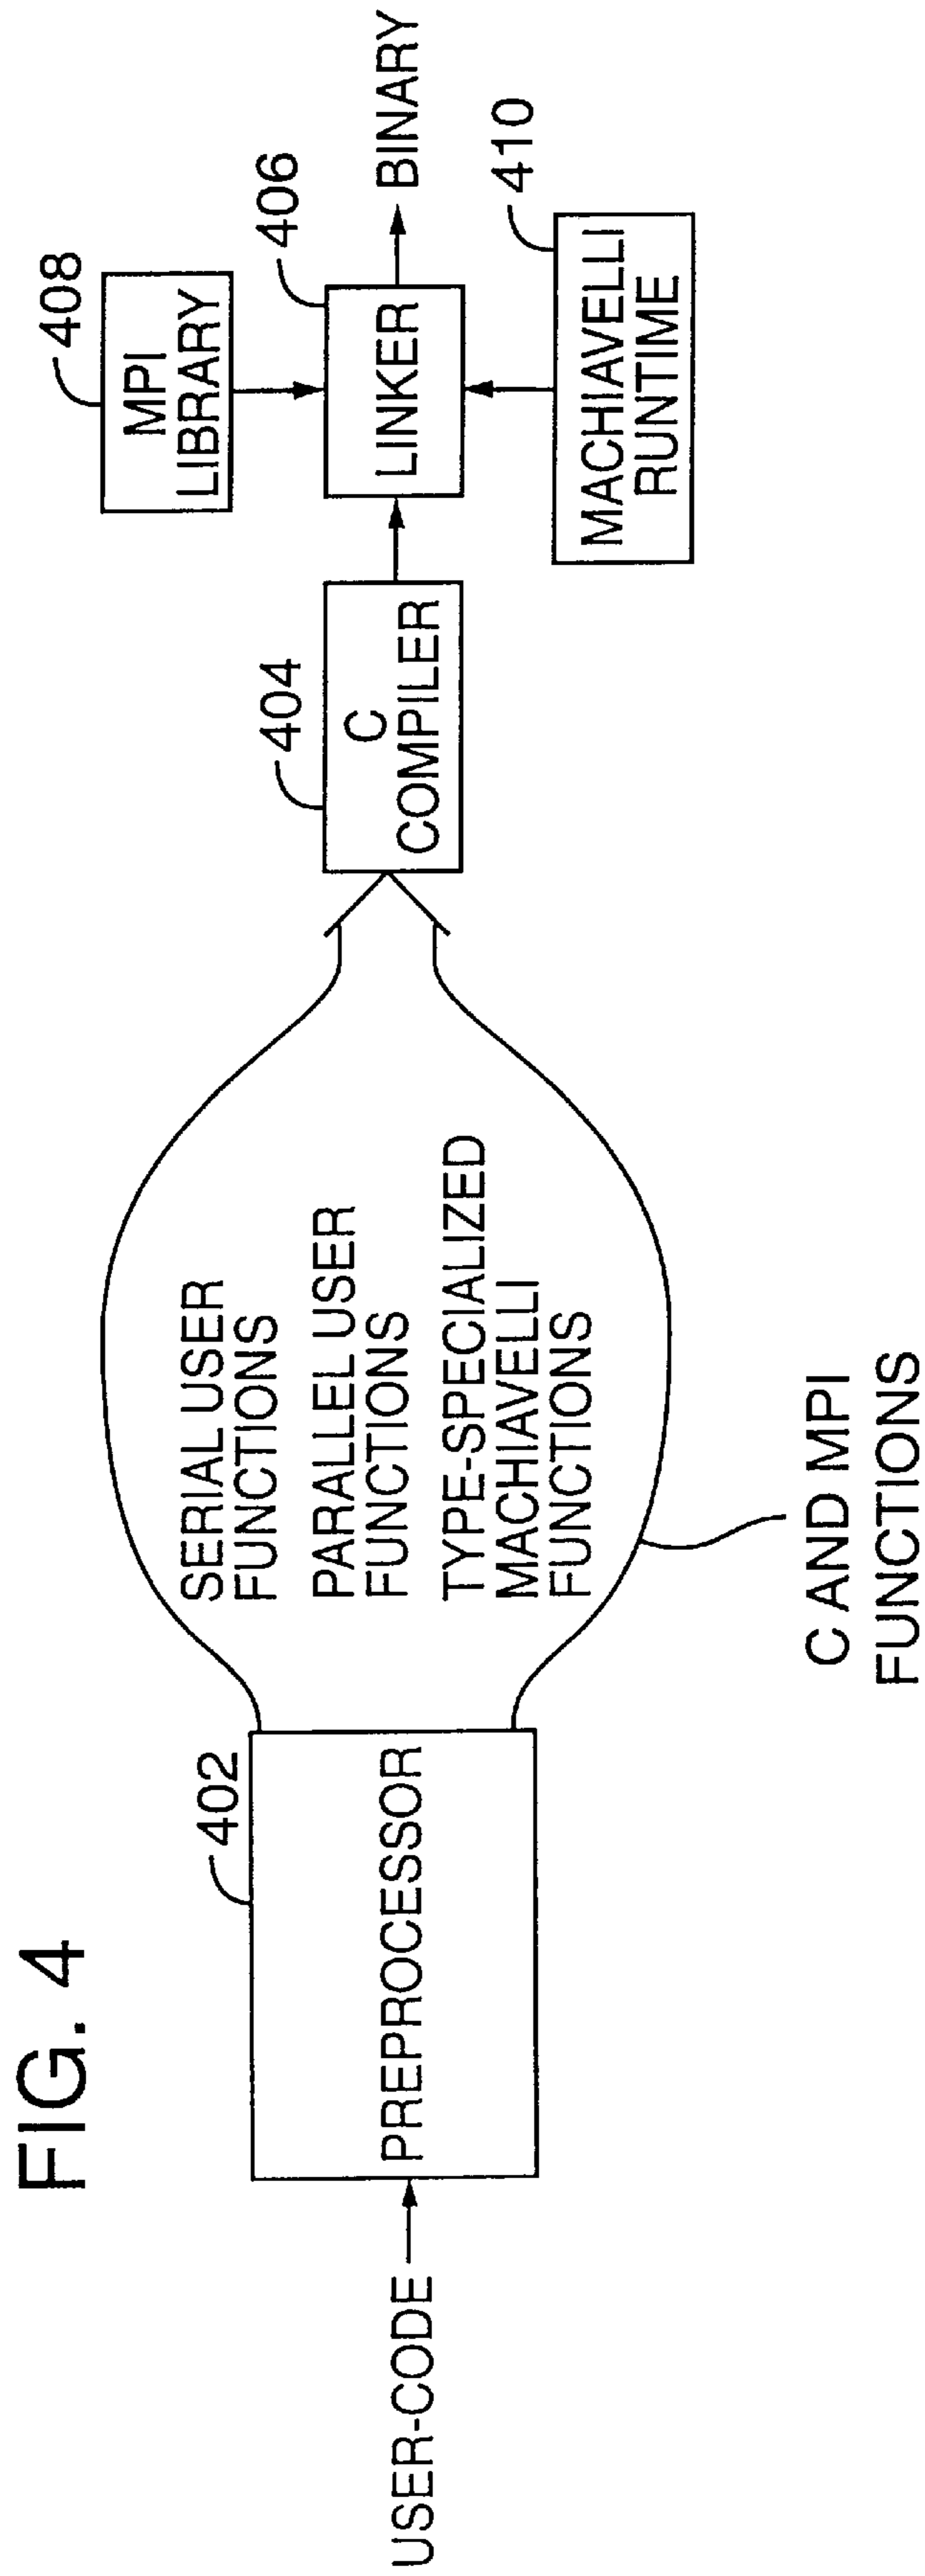 FIG. 4
USER-CODE
402
PREPROCESSOR
SERIAL USER
FUNCTIONS
PARALLEL USER
FUNCTIONS
TYPE-SPECIALIZED
MACHIAVELLI
FUNCTIONS
C AND MPI
FUNCTIONS
404
C
COMPILER
408
MPI
LIBRARY
406
LINKER
BINARY
410
MACHIAVELLI
RUNTIME